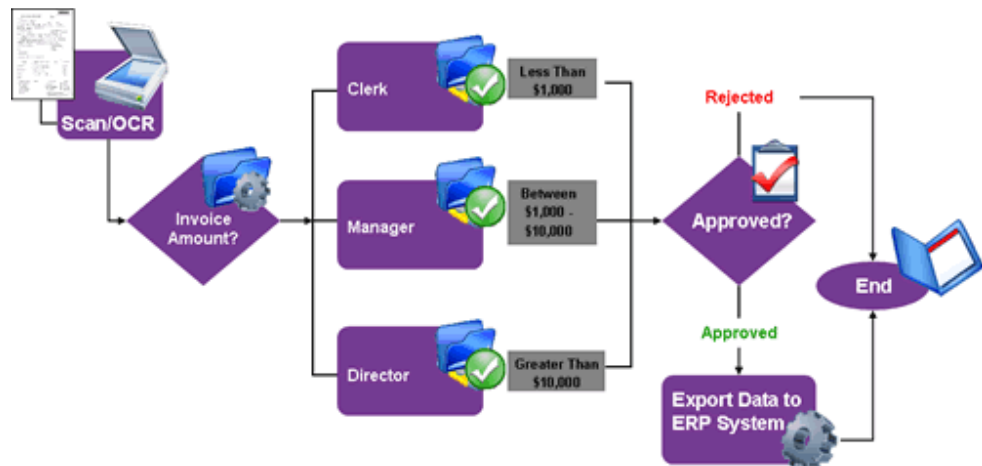 Scan/OCR
Invoice
Amount?
Clerk
Less Than
$1,000
Manager
Between
$1,000 -
$10,000
Director
Greater Than
$10,000
Rejected
Approved?
Approved
Export Data to
ERP System
End